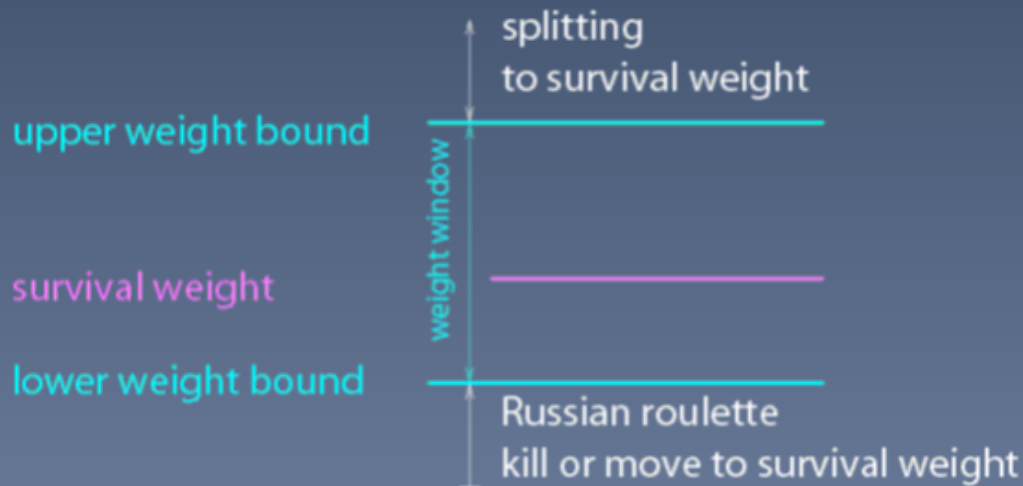 splitting
to survival weight
upper weight bound
weight window
survival weight
lower weight bound
Russian roulette
kill or move to survival weight